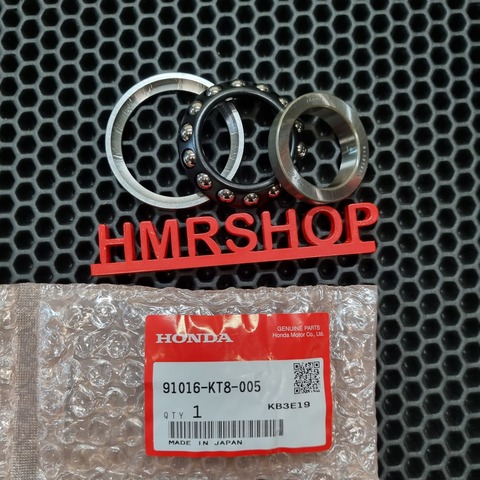 HMRSHOP
HONDA
GENUINE PARTS
Honda Motor Co., Ltd.
91016-KT8-005
QTY 1
KB3E19
MADE IN JAPAN